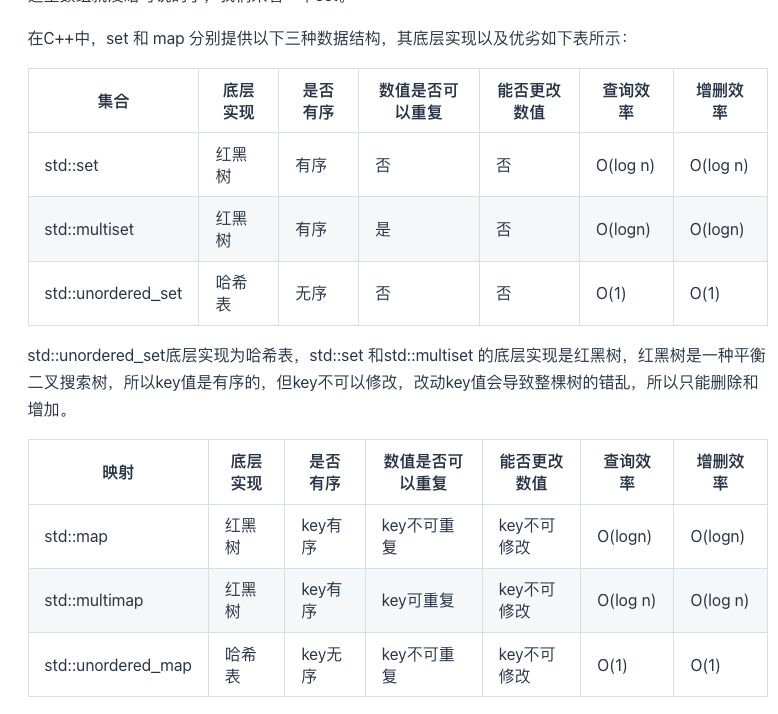 在C++中，set 和 map 分别提供以下三种数据结构，其底层实现以及优劣如下表所示：
集合 底层实现 是否有序 数值是否可以重复 能否更改数值 查询效率 增删效率
std::set 红黑树 有序 否 否 O(log n) O(log n)
std::multiset 红黑树 有序 是 否 O(logn) O(logn)
std::unordered_set 哈希表 无序 否 否 O(1) O(1)
std::unordered_set底层实现为哈希表，std::set 和std::multiset 的底层实现是红黑树，红黑树是一种平衡
二叉搜索树，所以key值是有序的，但key不可以修改，改动key值会导致整棵树的错乱，所以只能删除和
增加。
映射 底层实现 是否有序 数值是否可以重复 能否更改数值 查询效率 增删效率
std::map 红黑树 key有序 key不可重复 key不可修改 O(logn) O(logn)
std::multimap 红黑树 key有序 key可重复 key不可修改 O(log n) O(log n)
std::unordered_map 哈希表 key无序 key不可重复 key不可修改 O(1) O(1)